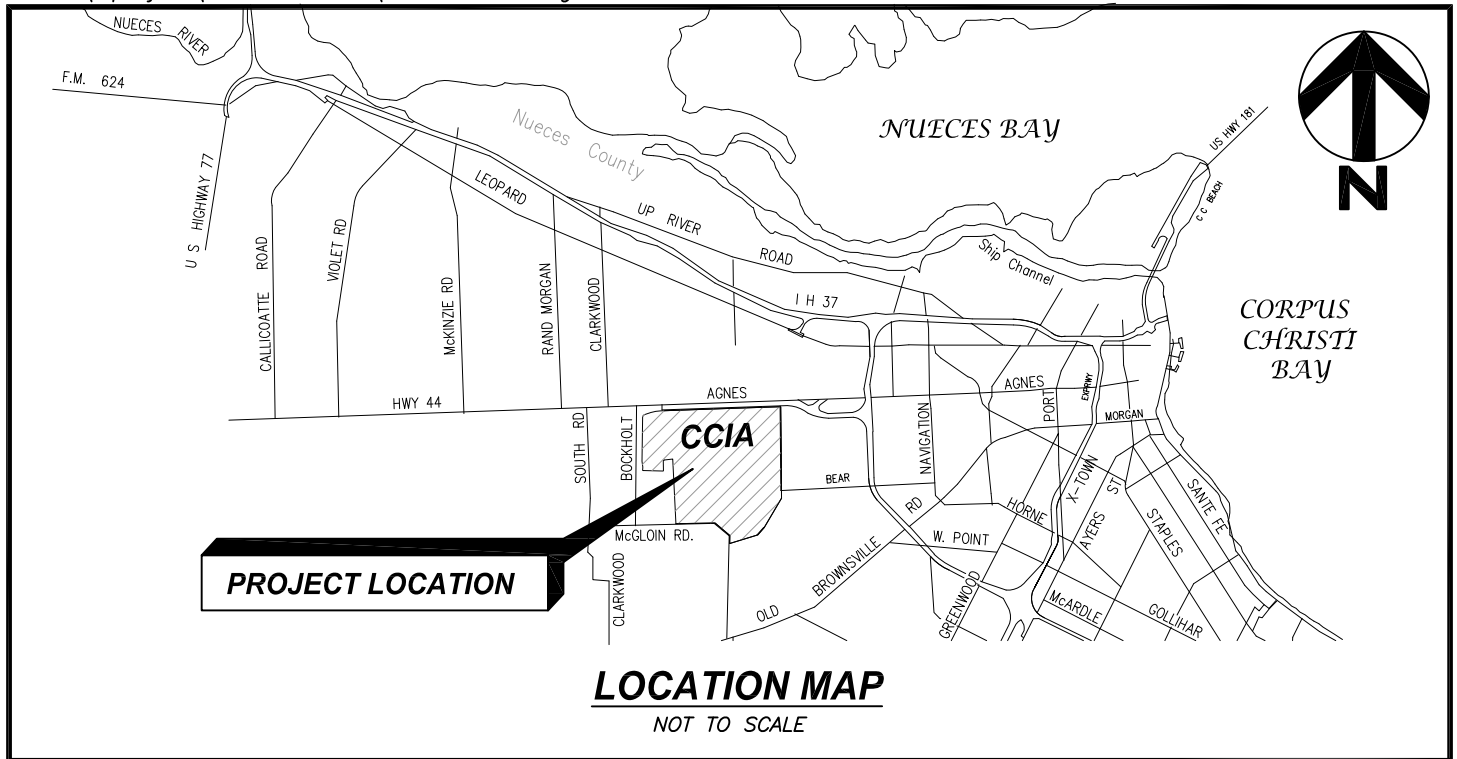 NUECES RIVER
F.M. 624
U S HIGHWAY 77
Nueces County
NUECES BAY
US HWY 181
C C BEACH
N
CALLICOATTE ROAD
VIOLET RD
McKINZIE RD
LEOPARD
RAND MORGAN
CLARKWOOD
UP RIVER ROAD
I H 37
Ship Channel
CORPUS
CHRISTI
BAY
HWY 44
AGNES
AGNES
SOUTH RD
BOCKHOLT
CCIA
BEAR
NAVIGATION
PORT
EXPRWY
MORGAN
X-TOWN
AYERS ST
STAPLES
SANTE FE
HORNE
W. POINT
OLD BROWNSVILLE RD
GREENWOOD
McARDLE
GOLLIHAR
McGLOIN RD.
CLARKWOOD
PROJECT LOCATION
LOCATION MAP
NOT TO SCALE